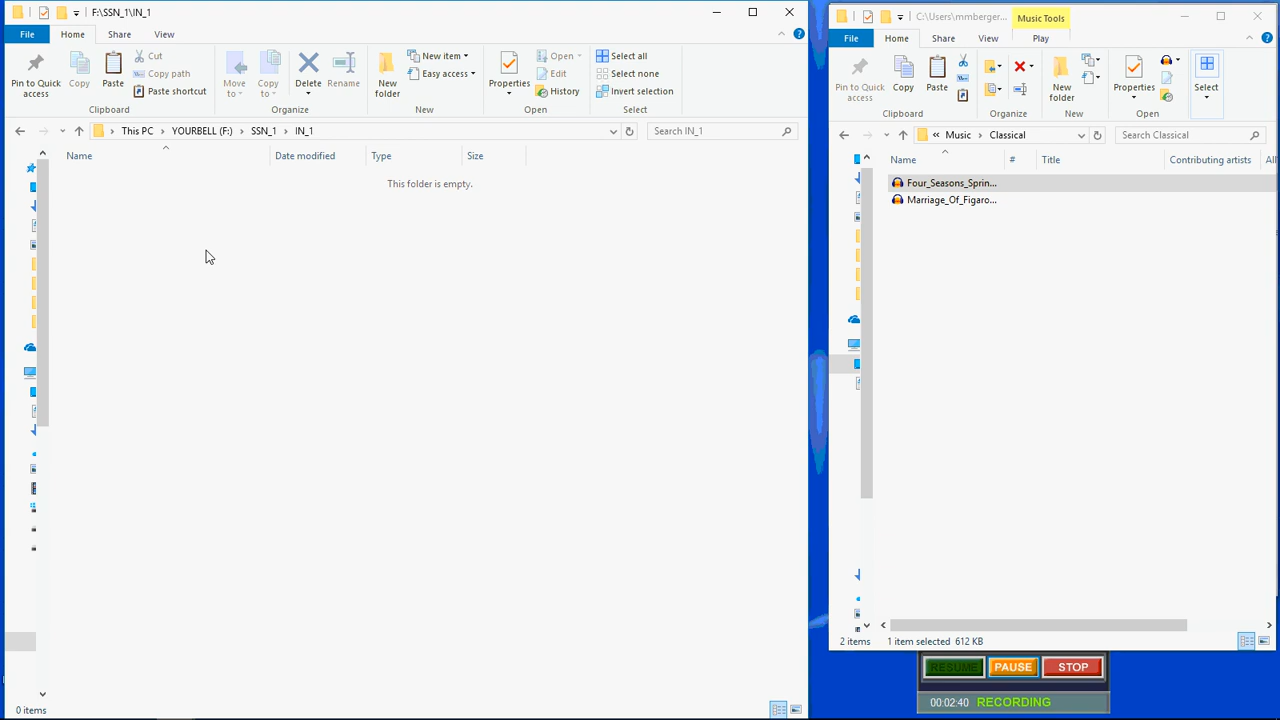 F:\SSN_1\IN_1
File Home Share View
Pin to Quick access
Copy
Paste
Cut
Copy path
Paste shortcut
Clipboard
Move to
Copy to
Delete
Rename
Organize
New folder
New item
Easy access
New
Properties
Open
Edit
History
Open
Select all
Select none
Invert selection
Select
This PC YOURBELL (F:) SSN_1 IN_1
Search IN_1
Name Date modified Type Size
This folder is empty.
0 items
C:\Users\mmberger... Music Tools
File Home Share View Play
Pin to Quick access
Copy
Paste
Clipboard
Organize
New folder
New
Properties
Open
Select
« Music Classical
Search Classical
Name # Title Contributing artists Al
Four_Seasons_Sprin...
Marriage_Of_Figaro...
2 items 1 item selected 612 KB
RESUME PAUSE STOP
00:02:40 RECORDING